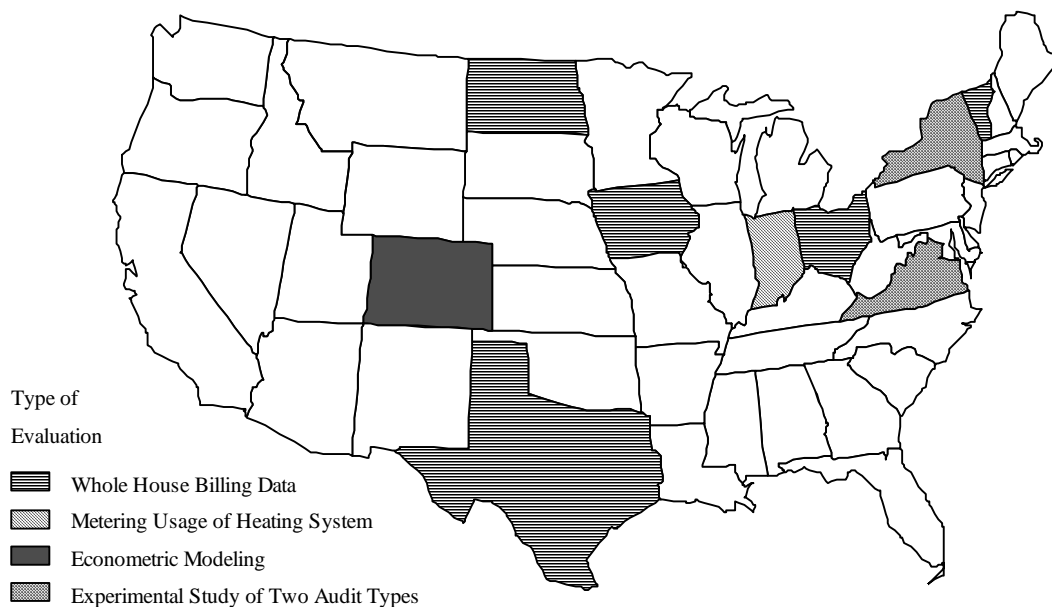 Type of
Evaluation
Whole House Billing Data
Metering Usage of Heating System
Econometric Modeling
Experimental Study of Two Audit Types